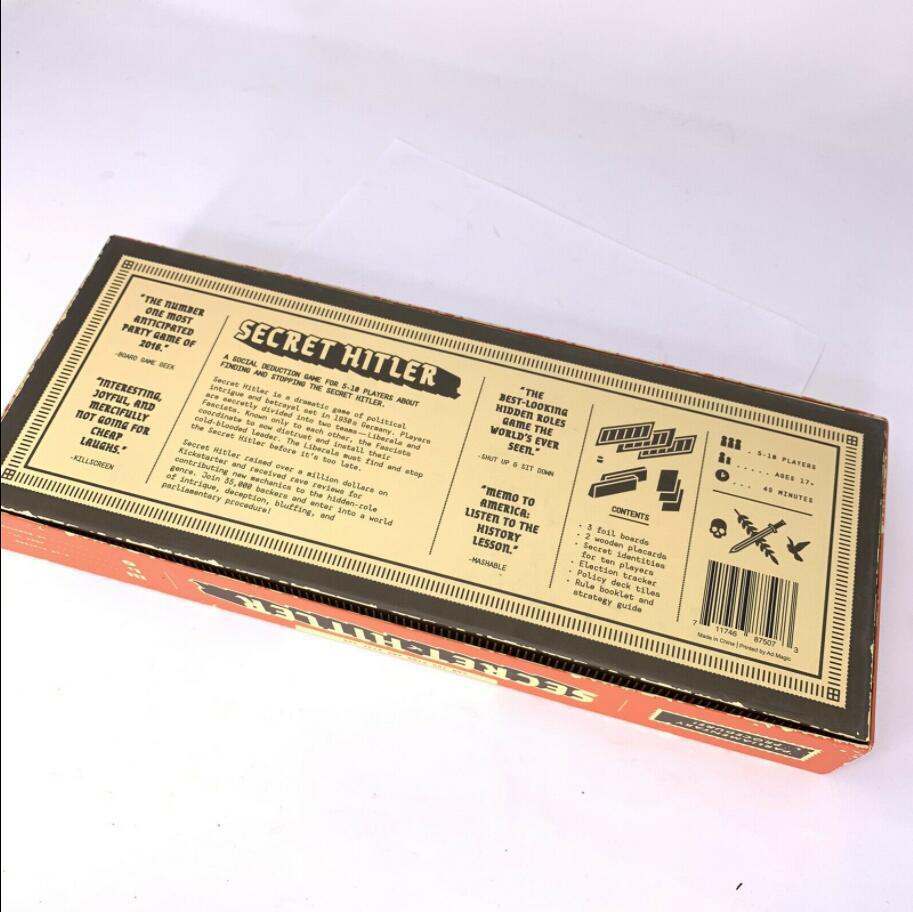 "THE NUMBER
ONE MOST
ANTICIPATED
PARTY GAME OF
2016."
-BOARD GAME GEEK
"INTERESTING,
JOYFUL, AND
MERCIFULLY
NOT GOING FOR
CHEAP
LAUGHS."
-KILLSCREEN
SECRET HITLER
A SOCIAL DEDUCTION GAME FOR 5-10 PLAYERS ABOUT
FINDING AND STOPPING THE SECRET HITLER.
Secret Hitler is a dramatic game of political
intrigue and betrayal set in 1930s Germany. Players
are secretly divided into two teams—Liberals and
Fascists. Known only to each other, the Fascists
coordinate to sow distrust and install their
cold-blooded leader. The Liberals must find and stop
the Secret Hitler before it's too late.
Secret Hitler raised over a million dollars on
Kickstarter and received rave reviews for
contributing new mechanics to the hidden-role
genre. Join 35,000 backers and enter into a world
of intrigue, deception, bluffing, and
parliamentary procedure!
"THE
BEST-LOOKING
HIDDEN ROLES
GAME THE
WORLD'S EVER
SEEN."
-SHUT UP & SIT DOWN
"MEMO TO
AMERICA:
LISTEN TO THE
HISTORY
LESSON."
-MASHABLE
CONTENTS
· 3 foil boards
· 2 wooden placards
· Secret identities
for ten players
· Election tracker
· Policy deck tiles
· Rule booklet and
strategy guide
. 5-10 PLAYERS
...... AGES 17+
... 45 MINUTES
7 11746 87507 3
Made in China | Printed by Ad Magic
SECRET HITLER
PARLIAMENTARY
PROCEDURE!